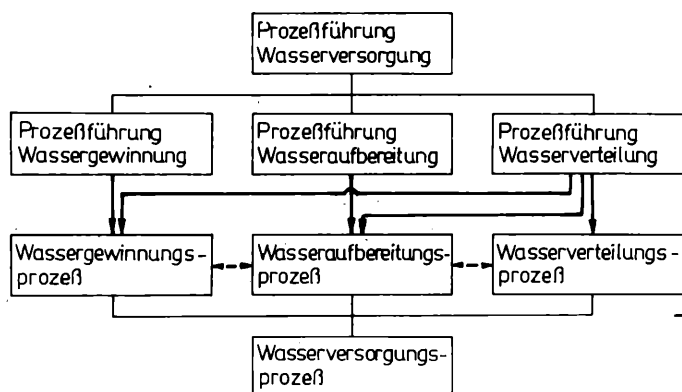 Prozeßführung
Wasserversorgung
Prozeßführung
Wassergewinnung
Prozeßführung
Wasseraufbereitung
Prozeßführung
Wasserverteilung
Wassergewinnungs-
prozeß
Wasseraufbereitungs-
prozeß
Wasserverteilungs-
prozeß
Wasserversorgungs-
prozeß